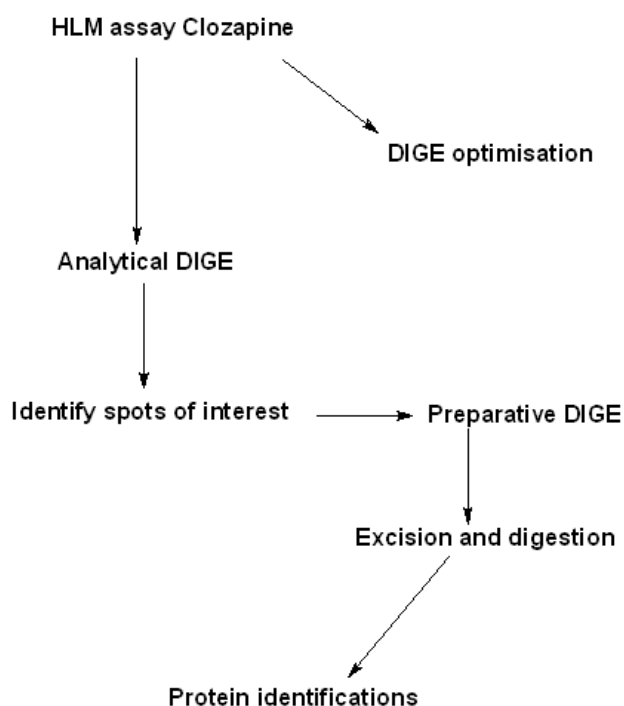 HLM assay Clozapine
DIGE optimisation
Analytical DIGE
Identify spots of interest
Preparative DIGE
Excision and digestion
Protein identifications